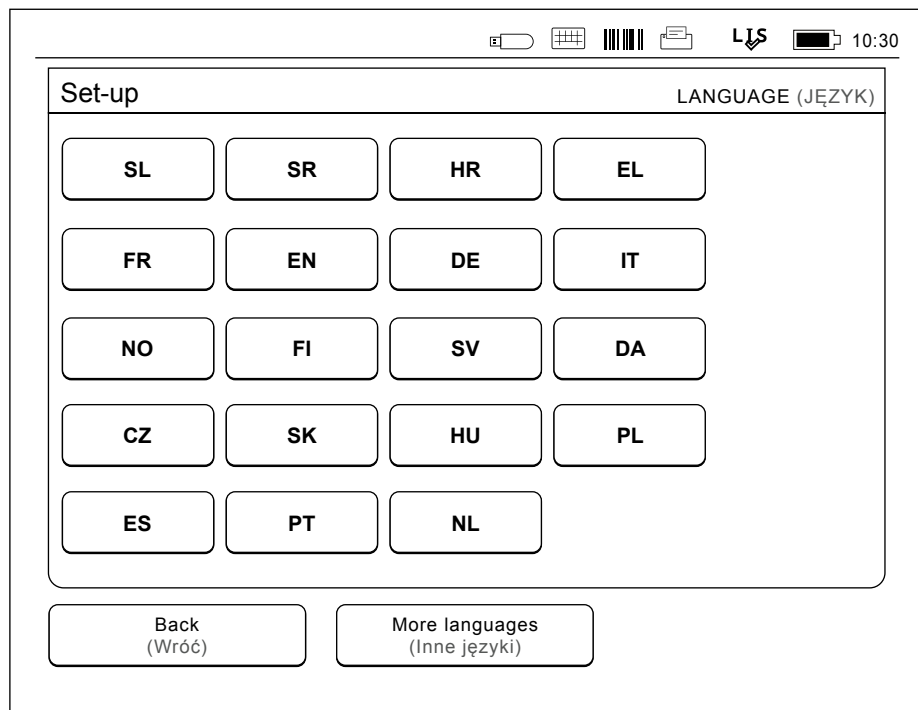 LIS 10:30
Set-up LANGUAGE (JĘZYK)
SL SR HR EL
FR EN DE IT
NO FI SV DA
CZ SK HU PL
ES PT NL
Back More languages
(Wróć) (Inne języki)